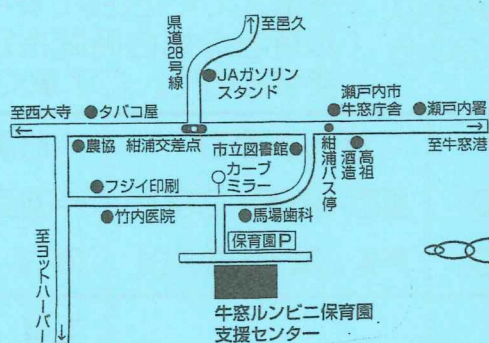 至邑久
県道28号線
JAガソリン
スタンド
至西大寺
タバコ屋
瀬戸内市
牛窓庁舎
瀬戸内署
農協
紺浦交差点
市立図書館
紺浦バス停
高祖酒造
至牛窓港
フジイ印刷
カーブ
ミラー
竹内医院
馬場歯科
保育園P
至ヨットハーバー
牛窓ルンビニ保育園
支援センター